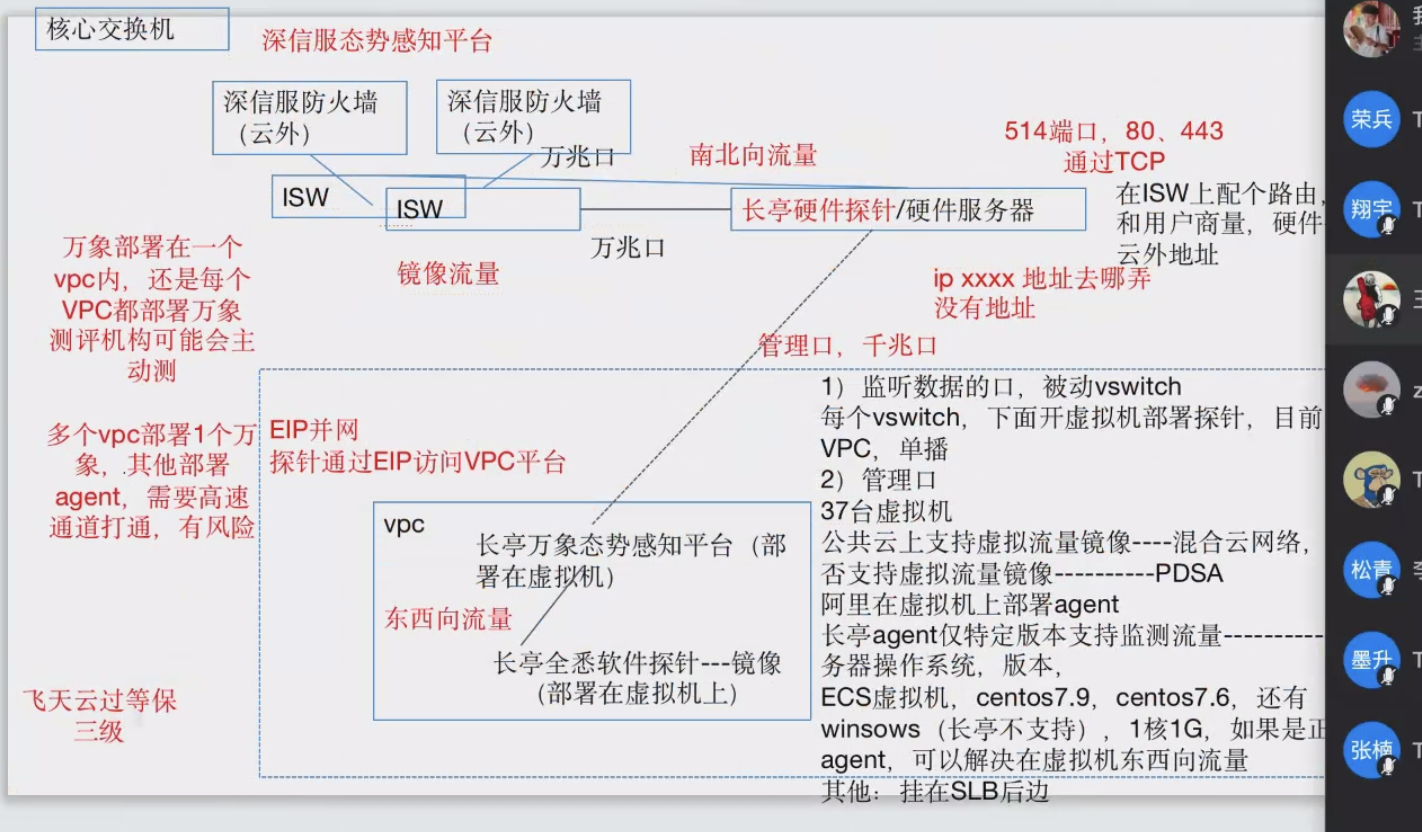 核心交换机
深信服态势感知平台
深信服防火墙
（云外）
深信服防火墙
（云外）
万兆口
南北向流量
514端口，80、443
通过TCP
ISW
ISW
长亭硬件探针/硬件服务器
在ISW上配个路由，
和用户商量，硬件
云外地址
万兆口
镜像流量
ip xxxx 地址去哪弄
没有地址
万象部署在一个
vpc内，还是每个
VPC都部署万象
测评机构可能会主
动测
管理口，千兆口
多个vpc部署1个万
象，其他部署
agent，需要高速
通道打通，有风险
EIP并网
探针通过EIP访问VPC平台
vpc
长亭万象态势感知平台（部
署在虚拟机）
东西向流量
长亭全悉软件探针---镜像
（部署在虚拟机上）
飞天云过等保
三级
1）监听数据的口，被动vswitch
每个vswitch，下面开虚拟机部署探针，目前
VPC，单播
2）管理口
37台虚拟机
公共云上支持虚拟流量镜像----混合云网络，
否支持虚拟流量镜像----------PDSA
阿里在虚拟机上部署agent
长亭agent仅特定版本支持监测流量----------
务器操作系统，版本，
ECS虚拟机，centos7.9，centos7.6，还有
winsows（长亭不支持），1核1G，如果是正
agent，可以解决在虚拟机东西向流量
其他：挂在SLB后边
荣兵
翔宇
松青
墨升
张楠